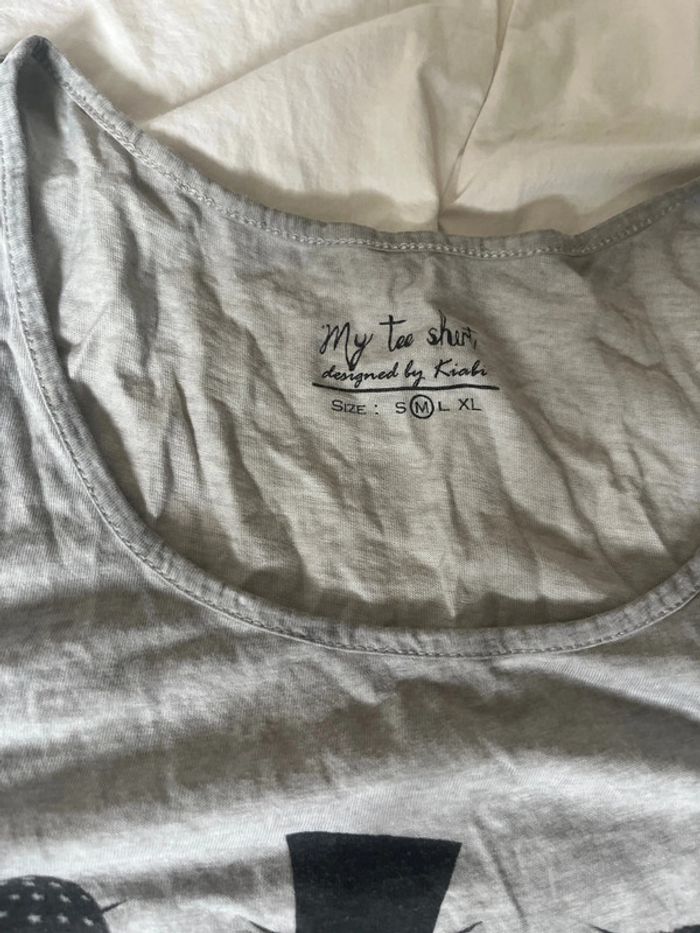 My tee shirt,
designed by Kiabi
SIZE : S M L XL